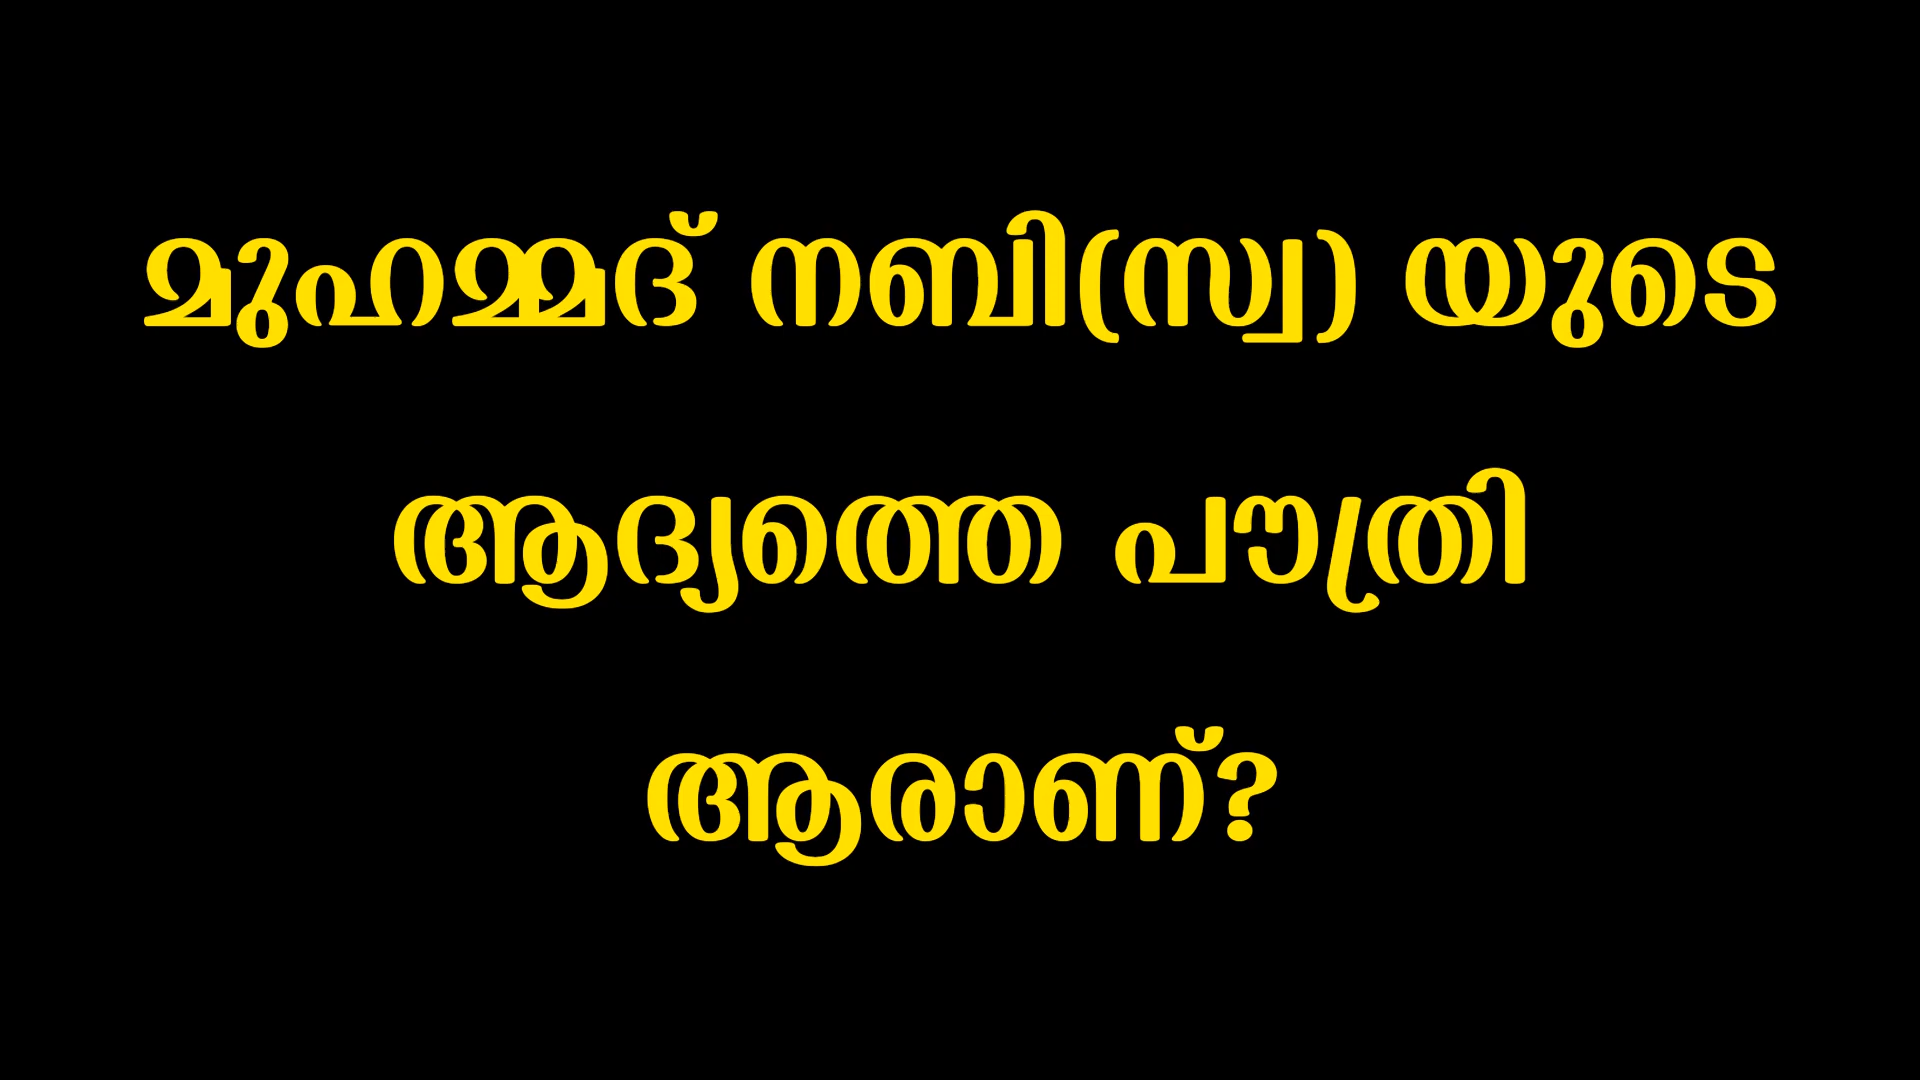 മുഹമ്മദ് നബി(സ്വ) യുടെ
ആദ്യത്തെ പൗത്രി
ആരാണ്?